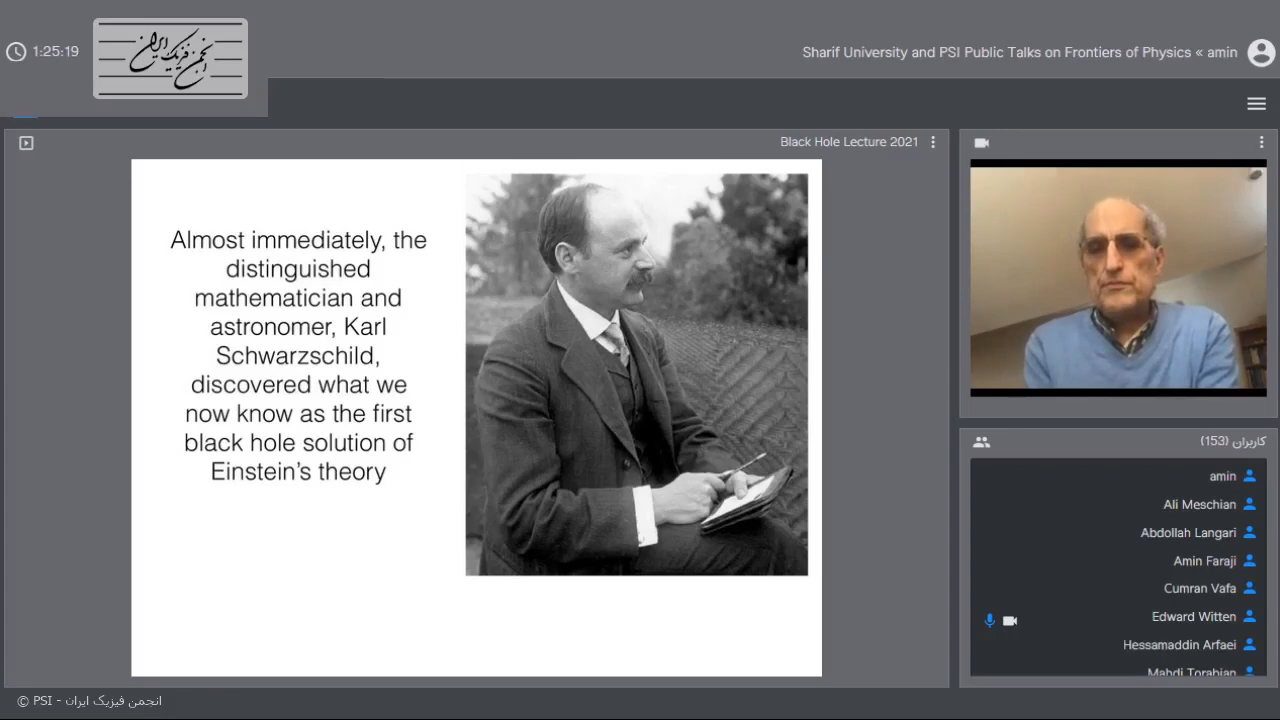 1:25:19
انجمن فیزیک ایران
Sharif University and PSI Public Talks on Frontiers of Physics « amin
Black Hole Lecture 2021
Almost immediately, the
distinguished
mathematician and
astronomer, Karl
Schwarzschild,
discovered what we
now know as the first
black hole solution of
Einstein's theory
کاربران (153)
amin
Ali Meschian
Abdollah Langari
Amin Faraji
Cumran Vafa
Edward Witten
Hessamaddin Arfaei
Mahdi Torabian
© PSI - انجمن فیزیک ایران